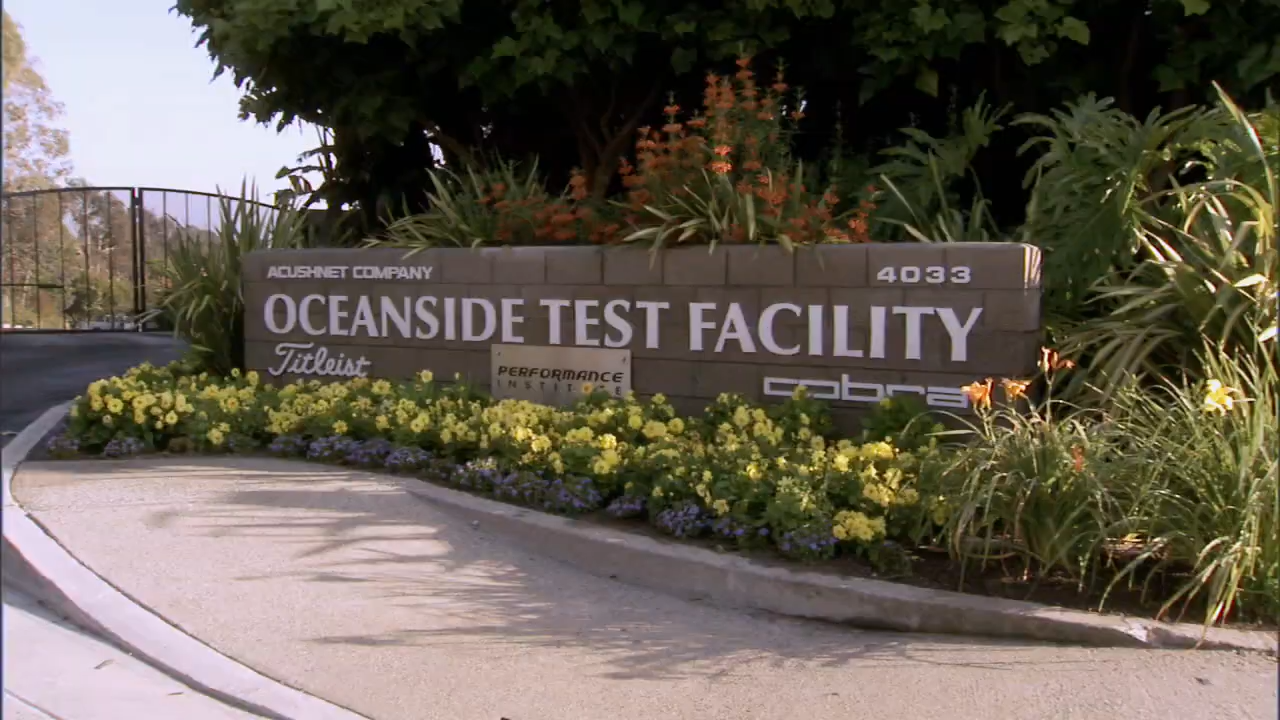 ACUSHNET COMPANY 4033
OCEANSIDE TEST FACILITY
Titleist
PERFORMANCE
INSTITUTE
cobra